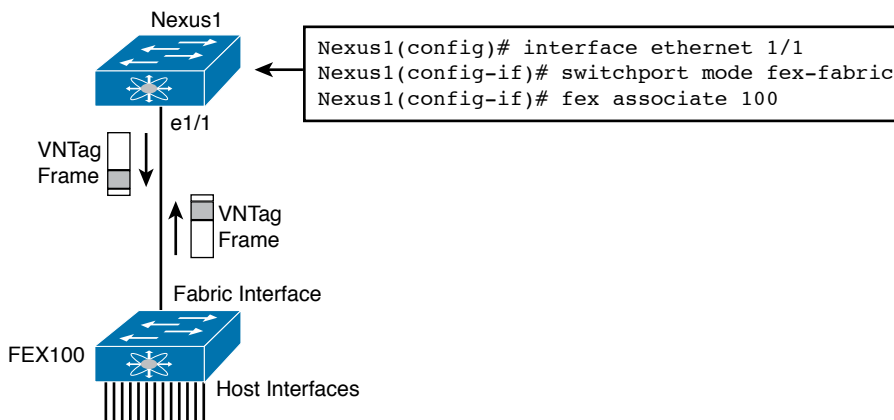 Nexus1
Nexus1(config)# interface ethernet 1/1
Nexus1(config-if)# switchport mode fex-fabric
Nexus1(config-if)# fex associate 100
e1/1
VNTag
Frame
VNTag
Frame
Fabric Interface
FEX100
Host Interfaces